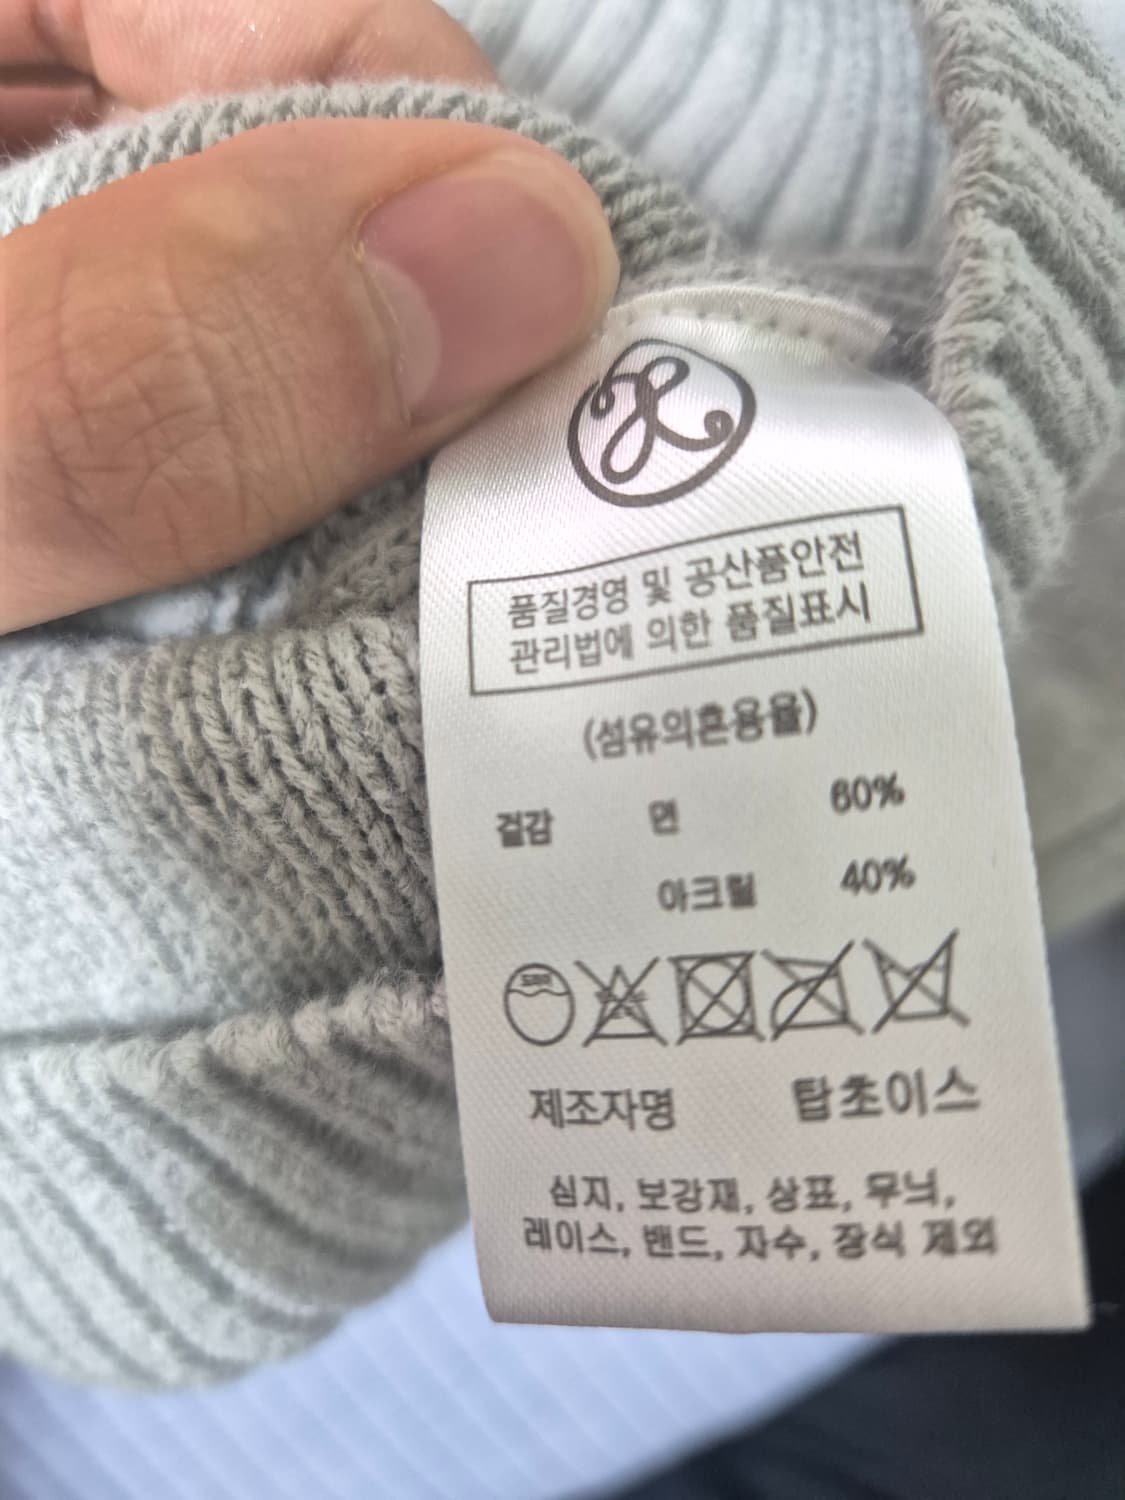 품질경영 및 공산품안전
관리법에 의한 품질표시
(섬유의혼용율)
겉감 면 60%
아크릴 40%
드라이
제조자명 탑초이스
심지, 보강재, 상표, 무늬,
레이스, 밴드, 자수, 장식 제외